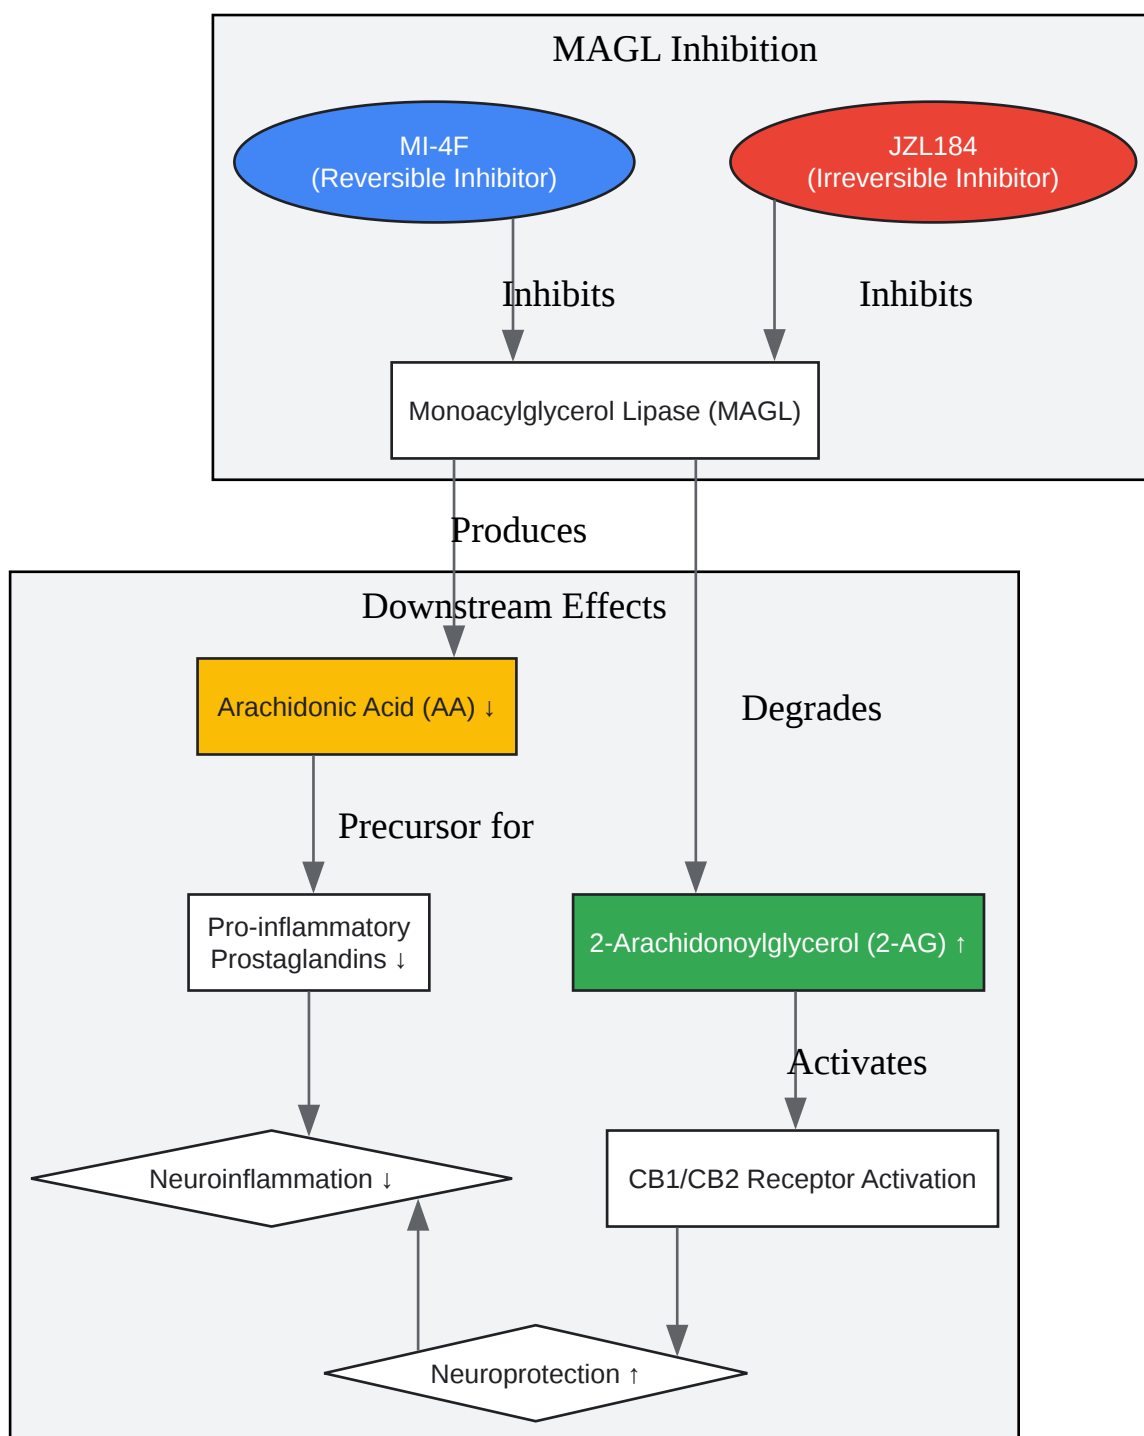 MAGL Inhibition
MI-4F
(Reversible Inhibitor)
JZL184
(Irreversible Inhibitor)
Inhibits
Inhibits
Monoacylglycerol Lipase (MAGL)
Produces
Downstream Effects
Arachidonic Acid (AA) ↓
Degrades
Precursor for
Pro-inflammatory
Prostaglandins ↓
2-Arachidonoylglycerol (2-AG) ↑
Activates
Neuroinflammation ↓
CB1/CB2 Receptor Activation
Neuroprotection ↑